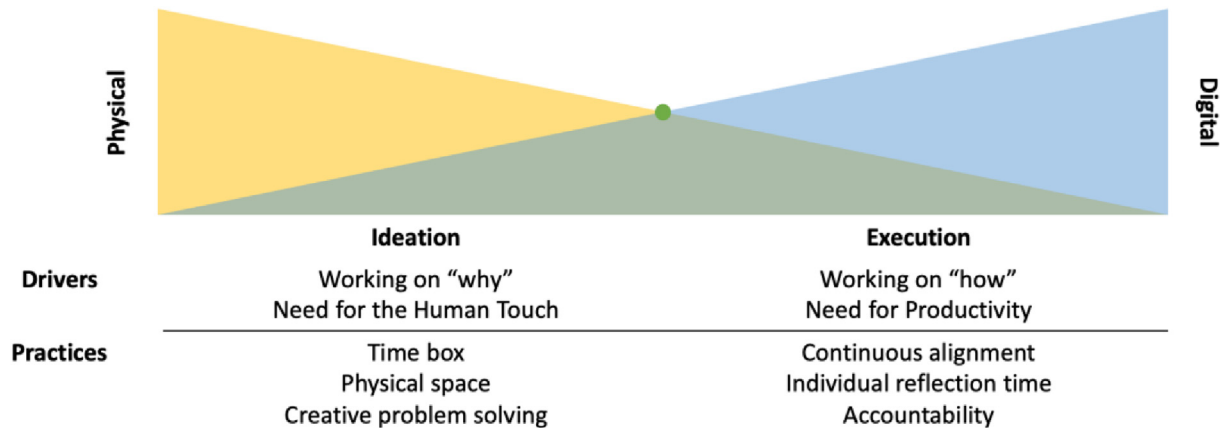 Physical
Digital
Ideation
Execution
Drivers
Working on “why”
Working on “how”
Need for the Human Touch
Need for Productivity
Practices
Time box
Continuous alignment
Physical space
Individual reflection time
Creative problem solving
Accountability